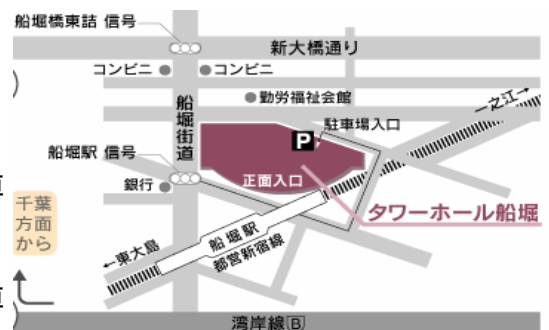 船堀橋東詰 信号
新大橋通り
コンビニ
コンビニ
船堀街道
勤労福祉会館
一之江→
駐車場入口
P
船堀駅 信号
正面入口
銀行
タワーホール船堀
千葉
方面
から
船堀駅
都営新宿線
←東大島
湾岸線B